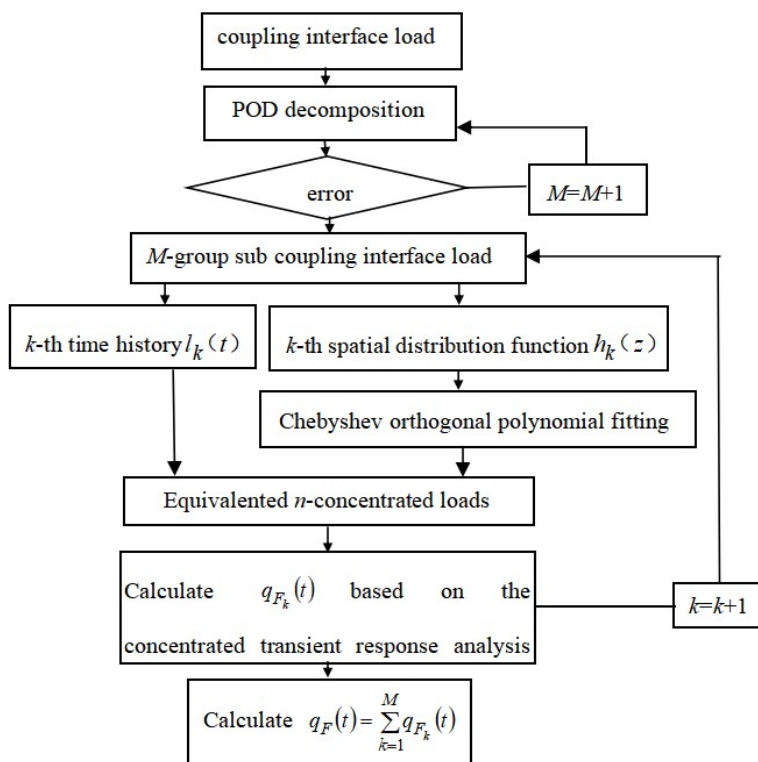 coupling interface load
POD decomposition
error
M=M+1
M-group sub coupling interface load
k-th time history l_k(t)
k-th spatial distribution function h_k(z)
Chebyshev orthogonal polynomial fitting
Equivalented n-concentrated loads
Calculate q_{F_k}(t) based on the
concentrated transient response analysis
k=k+1
Calculate q_F(t)=\sum_{k=1}^{M} q_{F_k}(t)